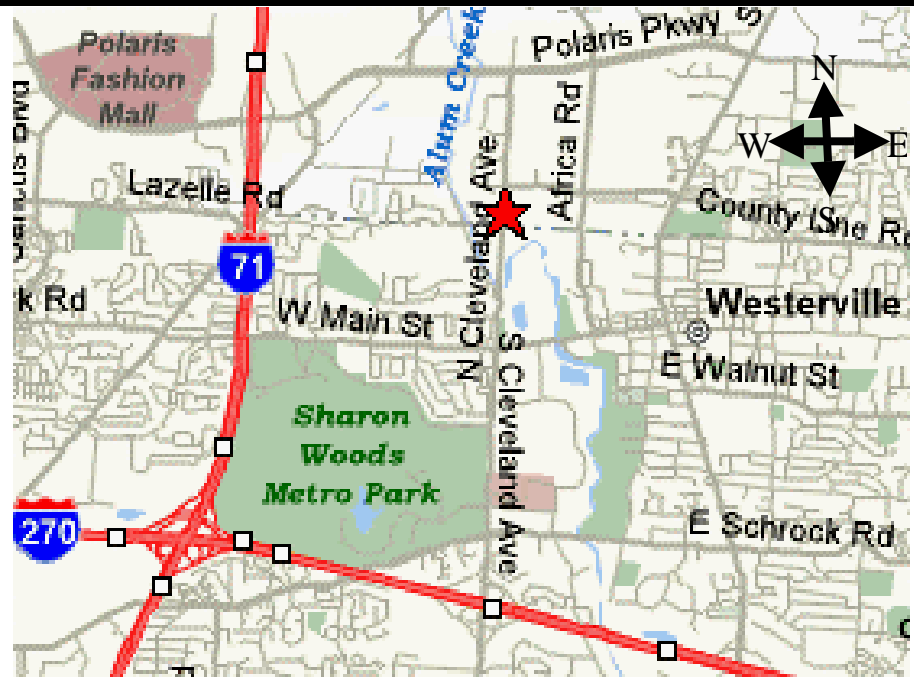 Polaris
Fashion
Mall
Alum Creek
Polaris Pkwy
S
N
W
E
S
Africa Rd
N Cleveland Ave
Lazelle Rd
County Line Rd
71
k Rd
W Main St
Westerville
S Cleveland Ave
E Walnut St
Sharon
Woods
Metro Park
270
E Schrock Rd